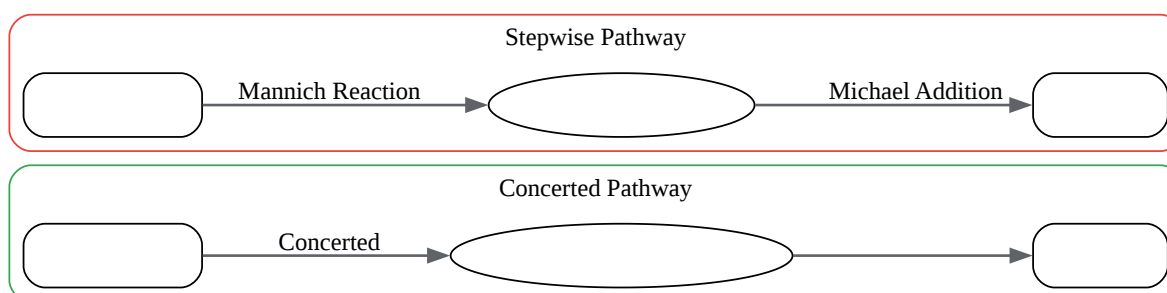 Stepwise Pathway
Mannich Reaction
Michael Addition
Concerted Pathway
Concerted